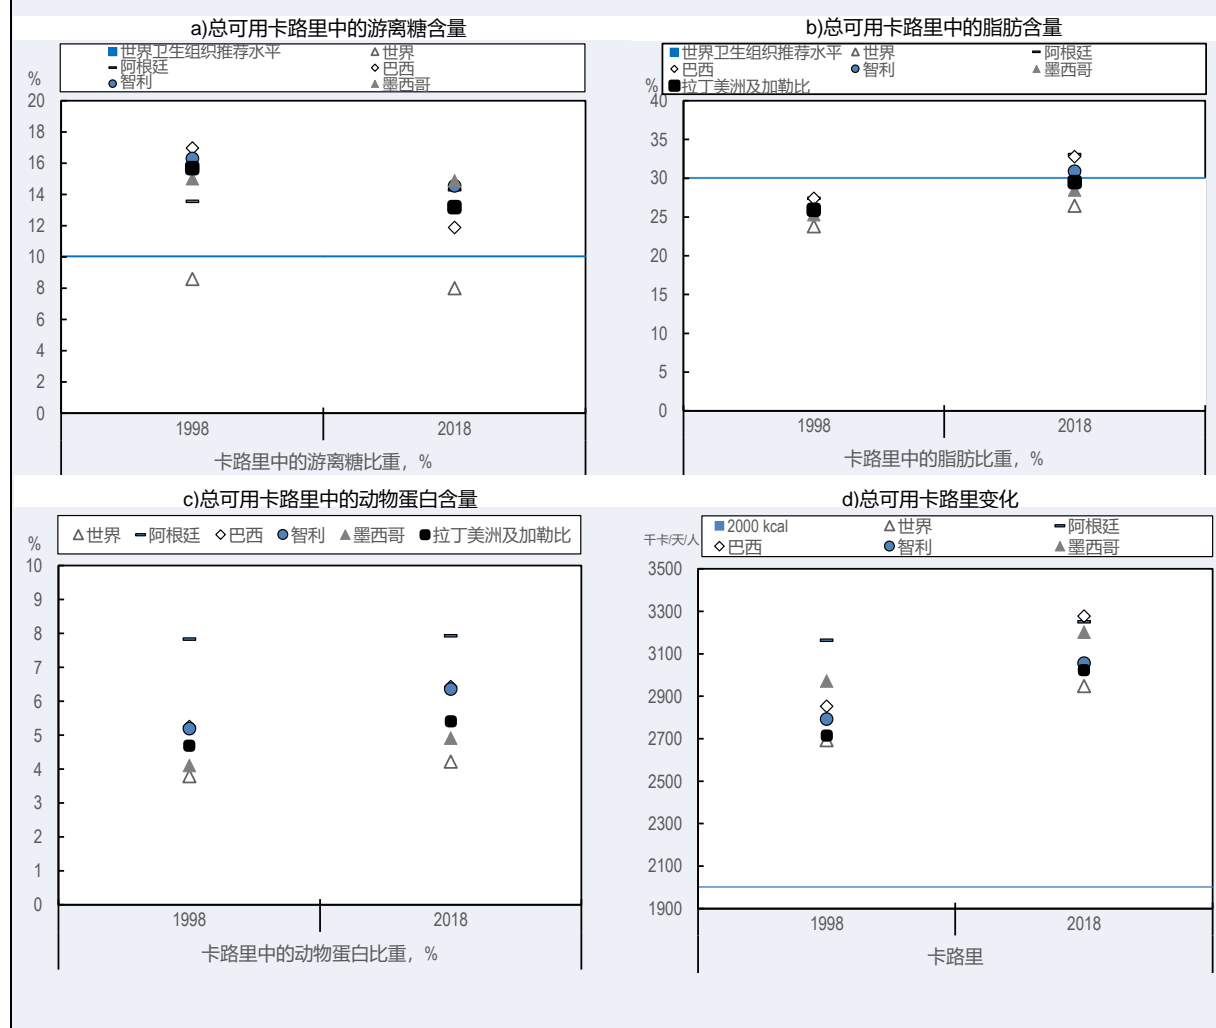 a)总可用卡路里中的游离糖含量
世界卫生组织推荐水平 世界
阿根廷 巴西
智利 墨西哥
%
20
18
16
14
12
10
8
6
4
2
0
1998 2018
卡路里中的游离糖比重，%
b)总可用卡路里中的脂肪含量
世界卫生组织推荐水平 世界 阿根廷
巴西 智利 墨西哥
拉丁美洲及加勒比
%
40
35
30
25
20
15
10
5
0
1998 2018
卡路里中的脂肪比重，%
c)总可用卡路里中的动物蛋白含量
世界 阿根廷 巴西 智利 墨西哥 拉丁美洲及加勒比
%
10
9
8
7
6
5
4
3
2
1
0
1998 2018
卡路里中的动物蛋白比重，%
d)总可用卡路里变化
2000 kcal 世界 阿根廷
巴西 智利 墨西哥
千卡/天/人
3500
3300
3100
2900
2700
2500
2300
2100
1900
1998 2018
卡路里